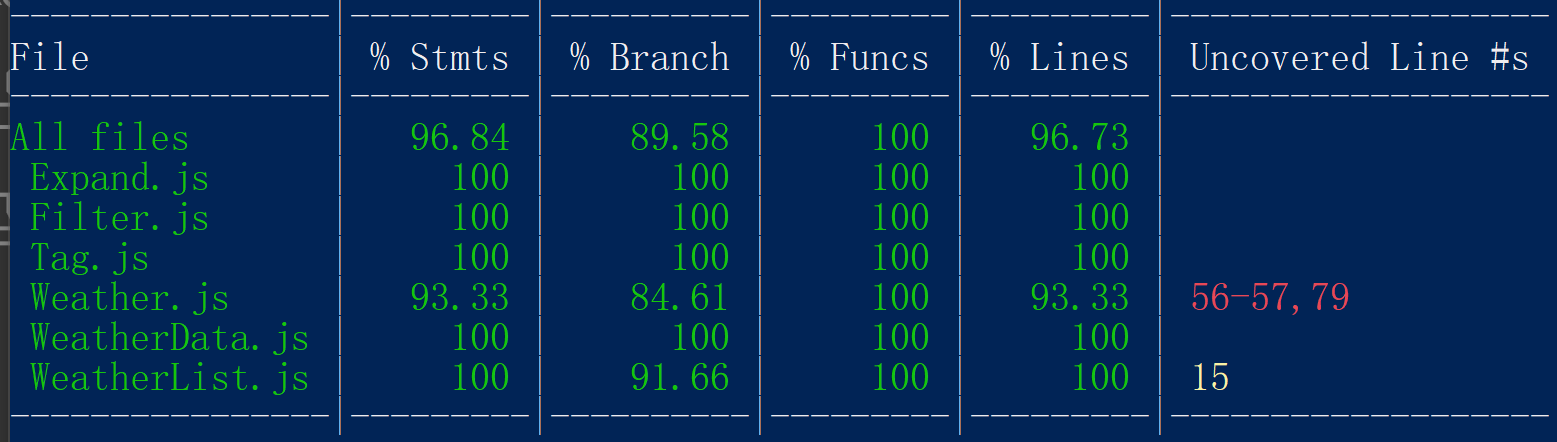 ----------------|---------|----------|---------|---------|-------------------
File            | % Stmts | % Branch | % Funcs | % Lines | Uncovered Line #s
----------------|---------|----------|---------|---------|-------------------
All files       |   96.84 |    89.58 |     100 |   96.73 |
 Expand.js      |     100 |      100 |     100 |     100 |
 Filter.js      |     100 |      100 |     100 |     100 |
 Tag.js         |     100 |      100 |     100 |     100 |
 Weather.js     |   93.33 |    84.61 |     100 |   93.33 | 56-57,79
 WeatherData.js |     100 |      100 |     100 |     100 |
 WeatherList.js |     100 |    91.66 |     100 |     100 | 15
----------------|---------|----------|---------|---------|-------------------